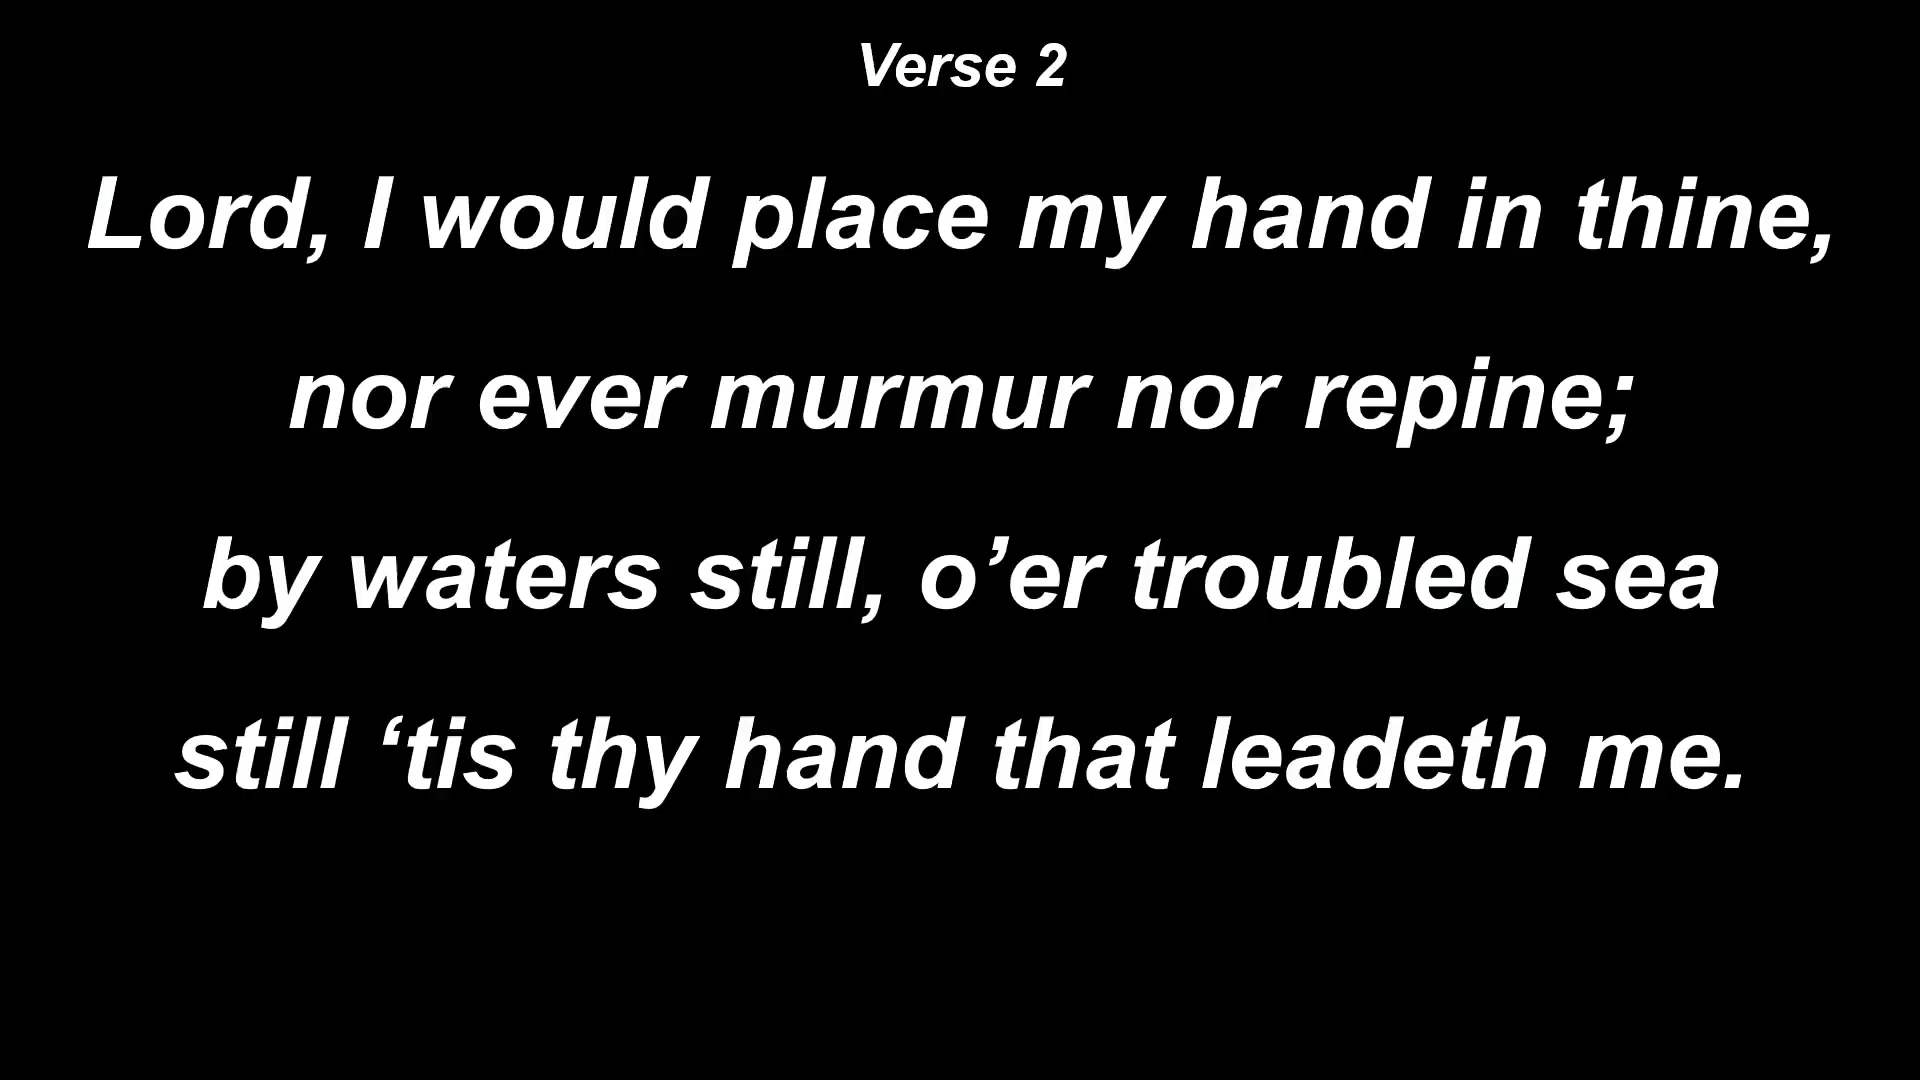 Verse 2
Lord, I would place my hand in thine,
nor ever murmur nor repine;
by waters still, o’er troubled sea
still ‘tis thy hand that leadeth me.